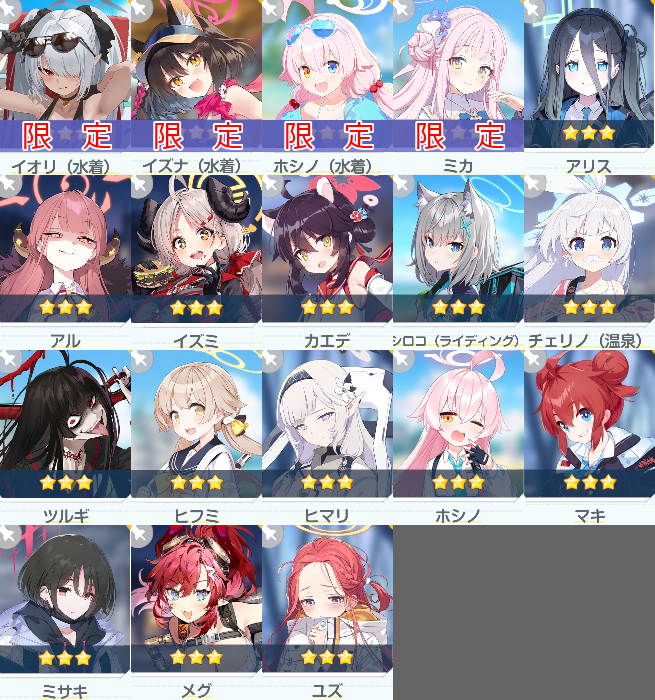 限 定 限 定 限 定 限 定
イオリ（水着） イズナ（水着） ホシノ（水着） ミカ アリス
アル イズミ カエデ シロコ（ライディング） チェリノ（温泉）
ツルギ ヒフミ ヒマリ ホシノ マキ
ミサキ メグ ユズ